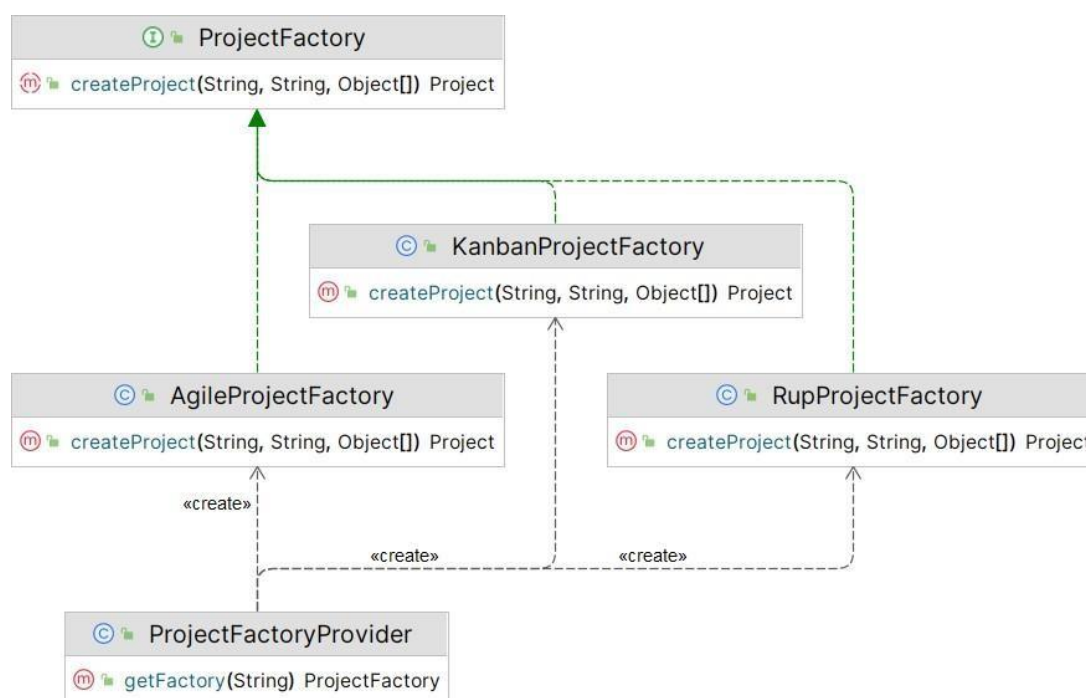 ProjectFactory
createProject(String, String, Object[]) Project
KanbanProjectFactory
createProject(String, String, Object[]) Project
AgileProjectFactory
createProject(String, String, Object[]) Project
RupProjectFactory
createProject(String, String, Object[]) Project
«create»
«create»
«create»
ProjectFactoryProvider
getFactory(String) ProjectFactory